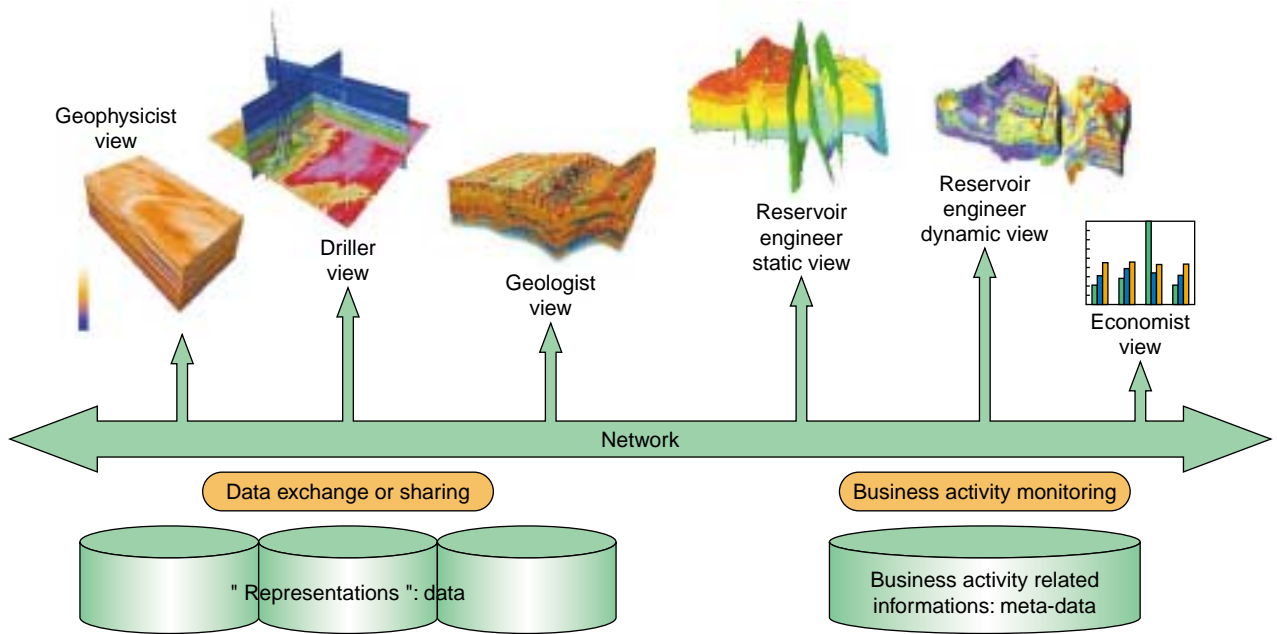 Geophysicist
view
Driller
view
Geologist
view
Reservoir
engineer
static view
Reservoir
engineer
dynamic view
Economist
view
Network
Data exchange or sharing
Business activity monitoring
" Representations ": data
Business activity related
informations: meta-data